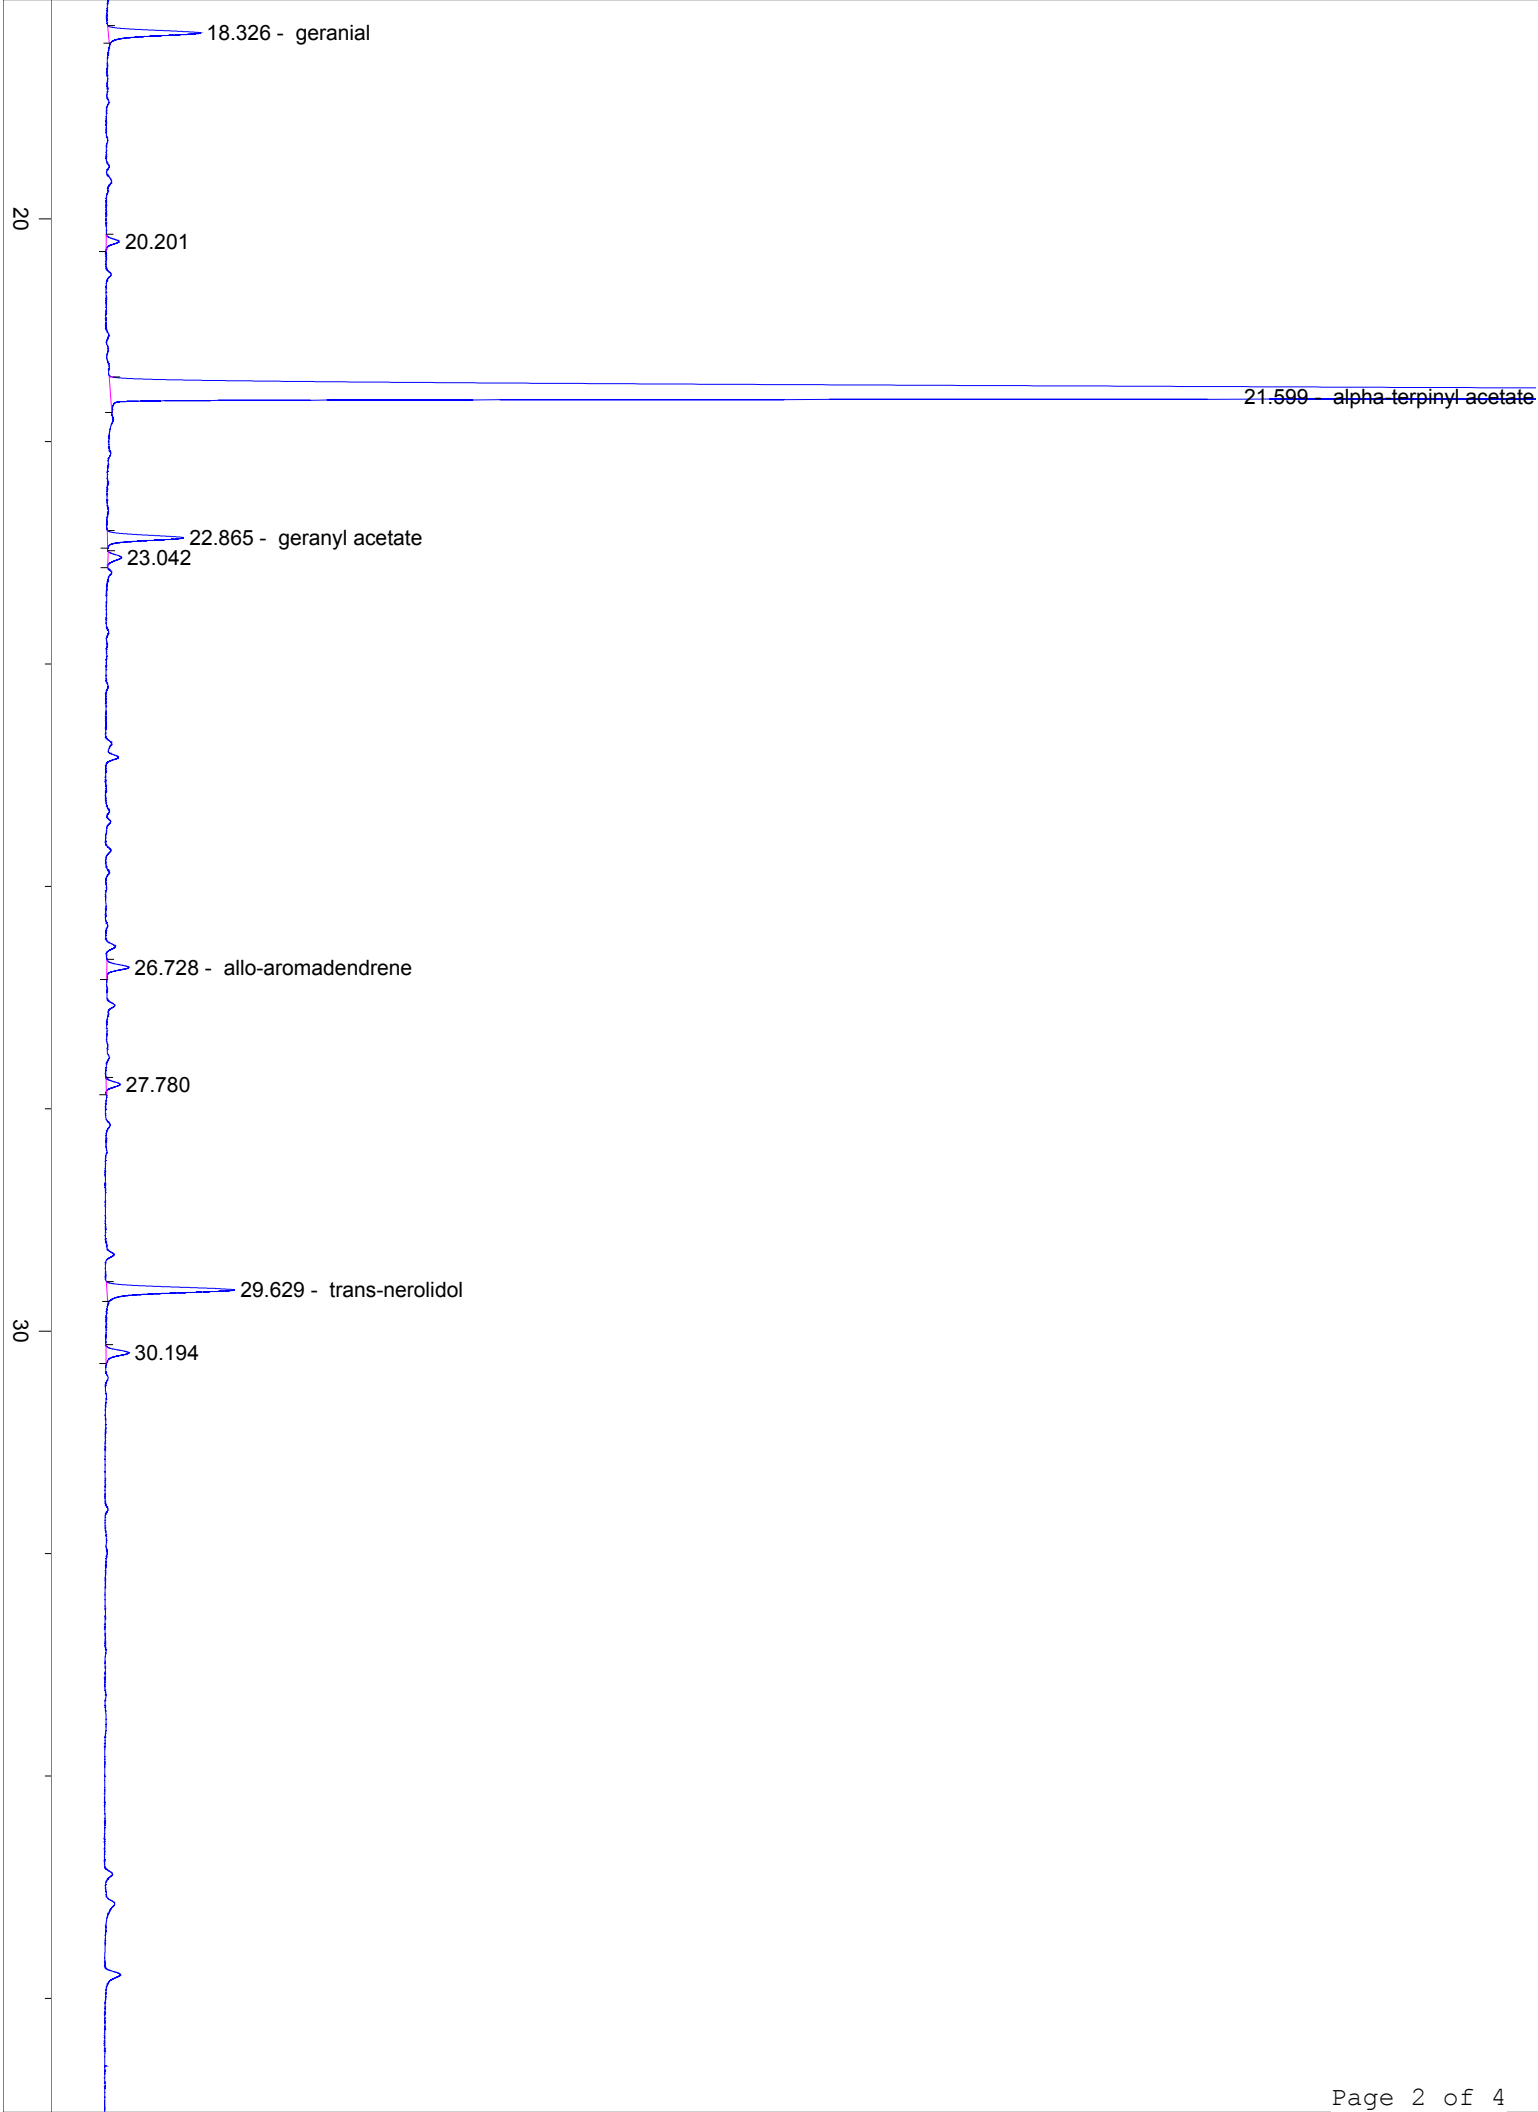 18.326 - geranial
20
20.201
21.599 - alpha-terpinyl acetate
22.865 - geranyl acetate
23.042
26.728 - allo-aromadendrene
27.780
29.629 - trans-nerolidol
30
30.194
Page 2 of 4